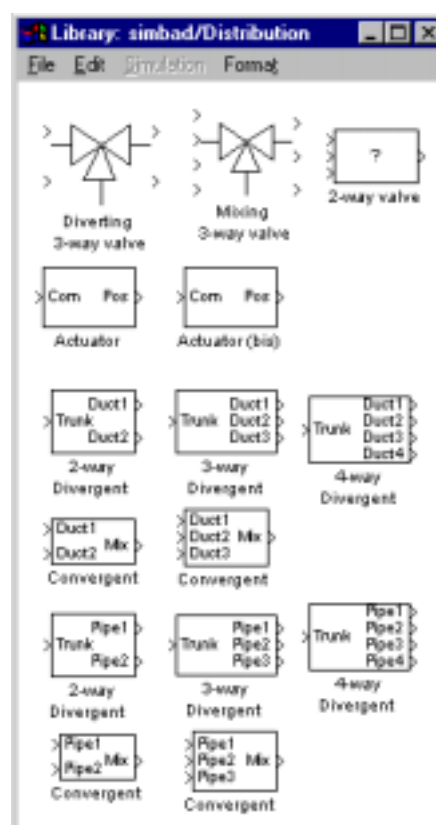 Library: simbad/Distribution
File Edit Simulation Format
Diverting
3-way valve
Mixing
3-way valve
?
2-way valve
Com Pos
Actuator
Com Pos
Actuator (bis)
Trunk Duct1
Duct2
2-way
Divergent
Trunk Duct1
Duct2
Duct3
3-way
Divergent
Trunk Duct1
Duct2
Duct3
Duct4
4-way
Divergent
Duct1
Duct2 Mix
Convergent
Duct1
Duct2 Mix
Duct3
Convergent
Trunk Pipe1
Pipe2
2-way
Divergent
Trunk Pipe1
Pipe2
Pipe3
3-way
Divergent
Trunk Pipe1
Pipe2
Pipe3
Pipe4
4-way
Divergent
Pipe1
Pipe2 Mix
Convergent
Pipe1
Pipe2 Mix
Pipe3
Convergent